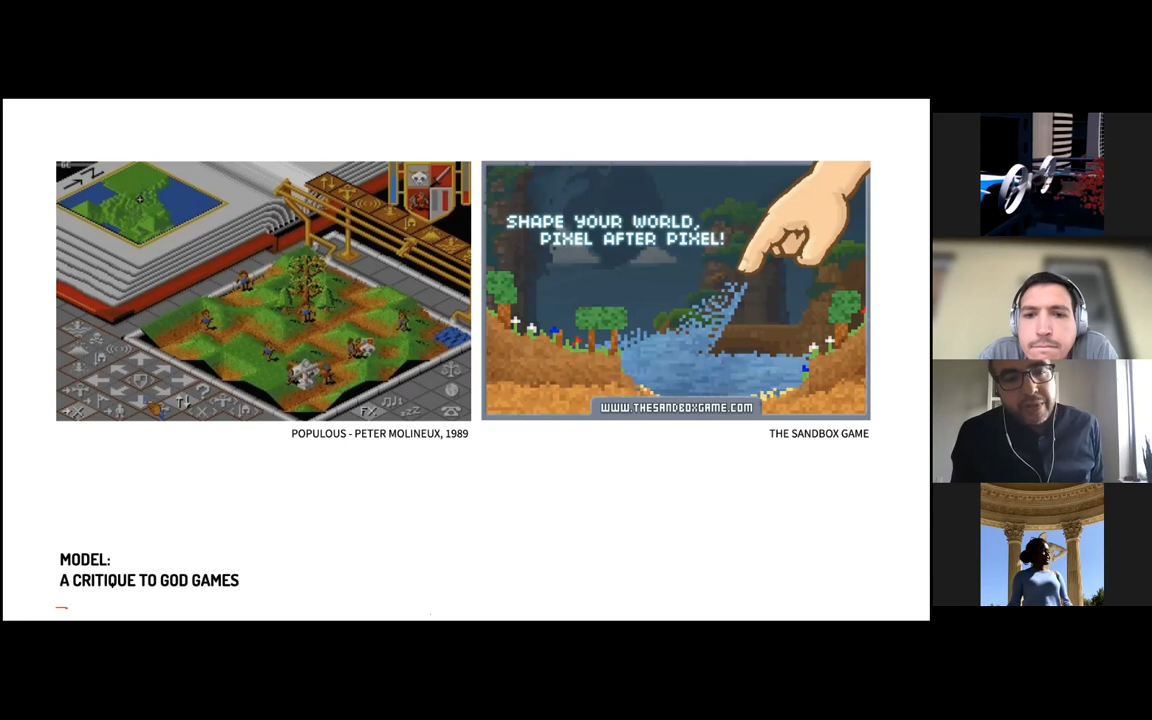 SHAPE YOUR WORLD,
PIXEL AFTER PIXEL!
WWW.THESANDBOXGAME.COM
POPULOUS - PETER MOLINEUX, 1989
THE SANDBOX GAME
MODEL:
A CRITIQUE TO GOD GAMES